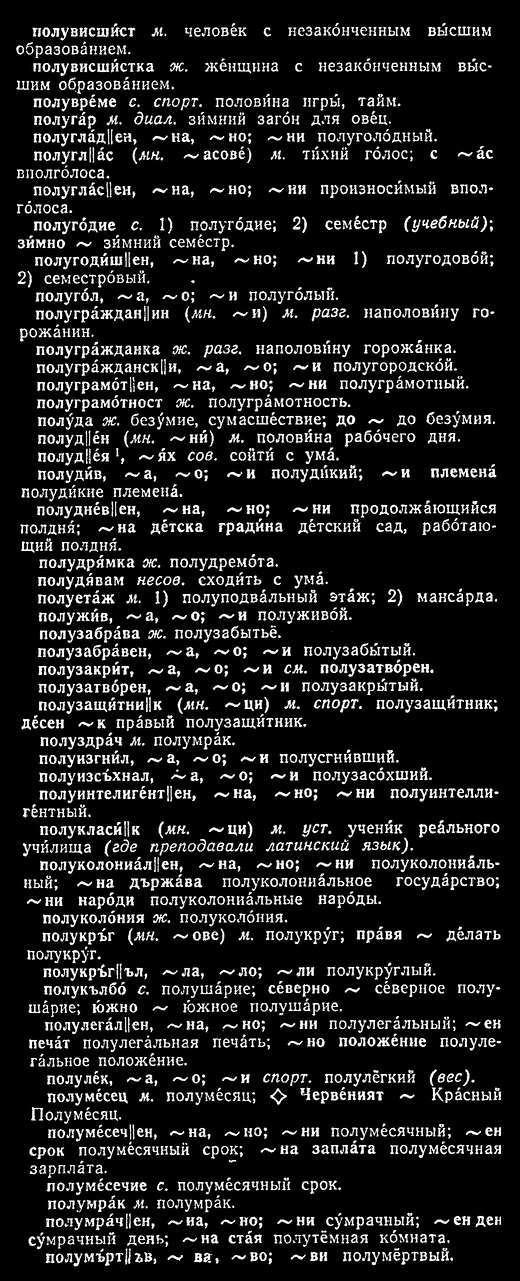 полувисши́ст м. челове́к с незако́нченным вы́сшим
образова́нием.
полувисши́стка ж. же́нщина с незако́нченным вы́с-
шим образова́нием.
полувре́ме с. спорт. полови́на игры́, тайм.
полуга́р м. диал. зи́мний заго́н для ове́ц.
полугла́д||ен, ~на, ~но; ~ни полуголо́дный.
полугл||а́с (мн. ~асове́) м. ти́хий го́лос; с ~а́с
вполго́лоса.
полугла́с||ен, ~на, ~но; ~ни произноси́мый впол-
го́лоса.
полуго́дие с. 1) полуго́дие; 2) семе́стр (уче́бный);
зи́мно ~ зи́мний семе́стр.
полугоди́ш||ен, ~на, ~но; ~ни 1) полугодово́й;
2) семестро́вый.
полуго́л, ~а, ~о; ~и полуго́лый.
полугра́ждан||ин (мн. ~и) м. разг. наполови́ну го-
рожа́нин.
полугра́жданка ж. разг. наполови́ну горожа́нка.
полугра́жданск||и, ~а, ~о; ~и полугородско́й.
полуграмо́т||ен, ~на, ~но; ~ни полугра́мотный.
полугра́мотност ж. полугра́мотность.
полу́да ж. безу́мие, сумасше́ствие; до ~ до безу́мия.
полуд||е́н (мн. ~ни́) м. полови́на рабо́чего дня.
полуд||е́я ¹, ~я́х сов. сойти́ с ума́.
полуди́в, ~а, ~о; ~и полуди́кий; ~и племена́
полуди́кие племена́.
полудне́в||ен, ~на, ~но; ~ни продолжа́ющийся
полдня́; ~на де́тска гради́на де́тский сад, рабо́таю-
щий полдня́.
полудря́мка ж. полудремо́та.
полудя́вам несов. сходи́ть с ума́.
полуета́ж м. 1) полуподва́льный эта́ж; 2) манса́рда.
полужи́в, ~а, ~о; ~и полуживо́й.
полузабра́ва ж. полузабытьё.
полузабра́вен, ~а, ~о; ~и полузабы́тый.
полузакри́т, ~а, ~о; ~и см. полузатво́рен.
полузатво́рен, ~а, ~о; ~и полузакры́тый.
полузащи́тни||к (мн. ~ци) м. спорт. полузащи́тник;
де́сен ~к пра́вый полузащи́тник.
полуздра́ч м. полумра́к.
полуизгни́л, ~а, ~о; ~и полусгни́вший.
полуизсъ́хнал, ~а, ~о; ~и полузасо́хший.
полуинтелиге́нт||ен, ~на, ~но; ~ни полуинтелли-
ге́нтный.
полукласи́||к (мн. ~ци) м. уст. учени́к реа́льного
учи́лища (где преподава́ли лати́нский язы́к).
полуколониа́л||ен, ~на, ~но; ~ни полуколониа́ль-
ный; ~на държа́ва полуколониа́льное госуда́рство;
~ни наро́ди полуколониа́льные наро́ды.
полуколо́ния ж. полуколо́ния.
полукръ́г (мн. ~ове) м. полукру́г; пра́вя ~ де́лать
полукру́г.
полукръ́г||ъл, ~ла, ~ло; ~ли полукру́глый.
полукълбо́ с. полуша́рие; се́верно ~ се́верное полу-
ша́рие; ю́жно ~ ю́жное полуша́рие.
полулега́л||ен, ~на, ~но; ~ни полулега́льный; ~ен
печа́т полулега́льная печа́ть; ~но положе́ние полуле-
га́льное положе́ние.
полуле́к, ~а, ~о; ~и спорт. полулёгкий (вес).
полуме́сец м. полуме́сяц; ◇ Черве́ният ~ Кра́сный
Полуме́сяц.
полуме́сеч||ен, ~на, ~но; ~ни полуме́сячный; ~ен
срок полуме́сячный срок; ~на запла́та полуме́сячная
зарпла́та.
полуме́сечие с. полуме́сячный срок.
полумра́к м. полумра́к.
полумра́ч||ен, ~на, ~но; ~ни су́мрачный; ~ен ден
су́мрачный день; ~на ста́я полутёмная ко́мната.
полумъ́рт||ъв, ~ва, ~во; ~ви полумёртвый.